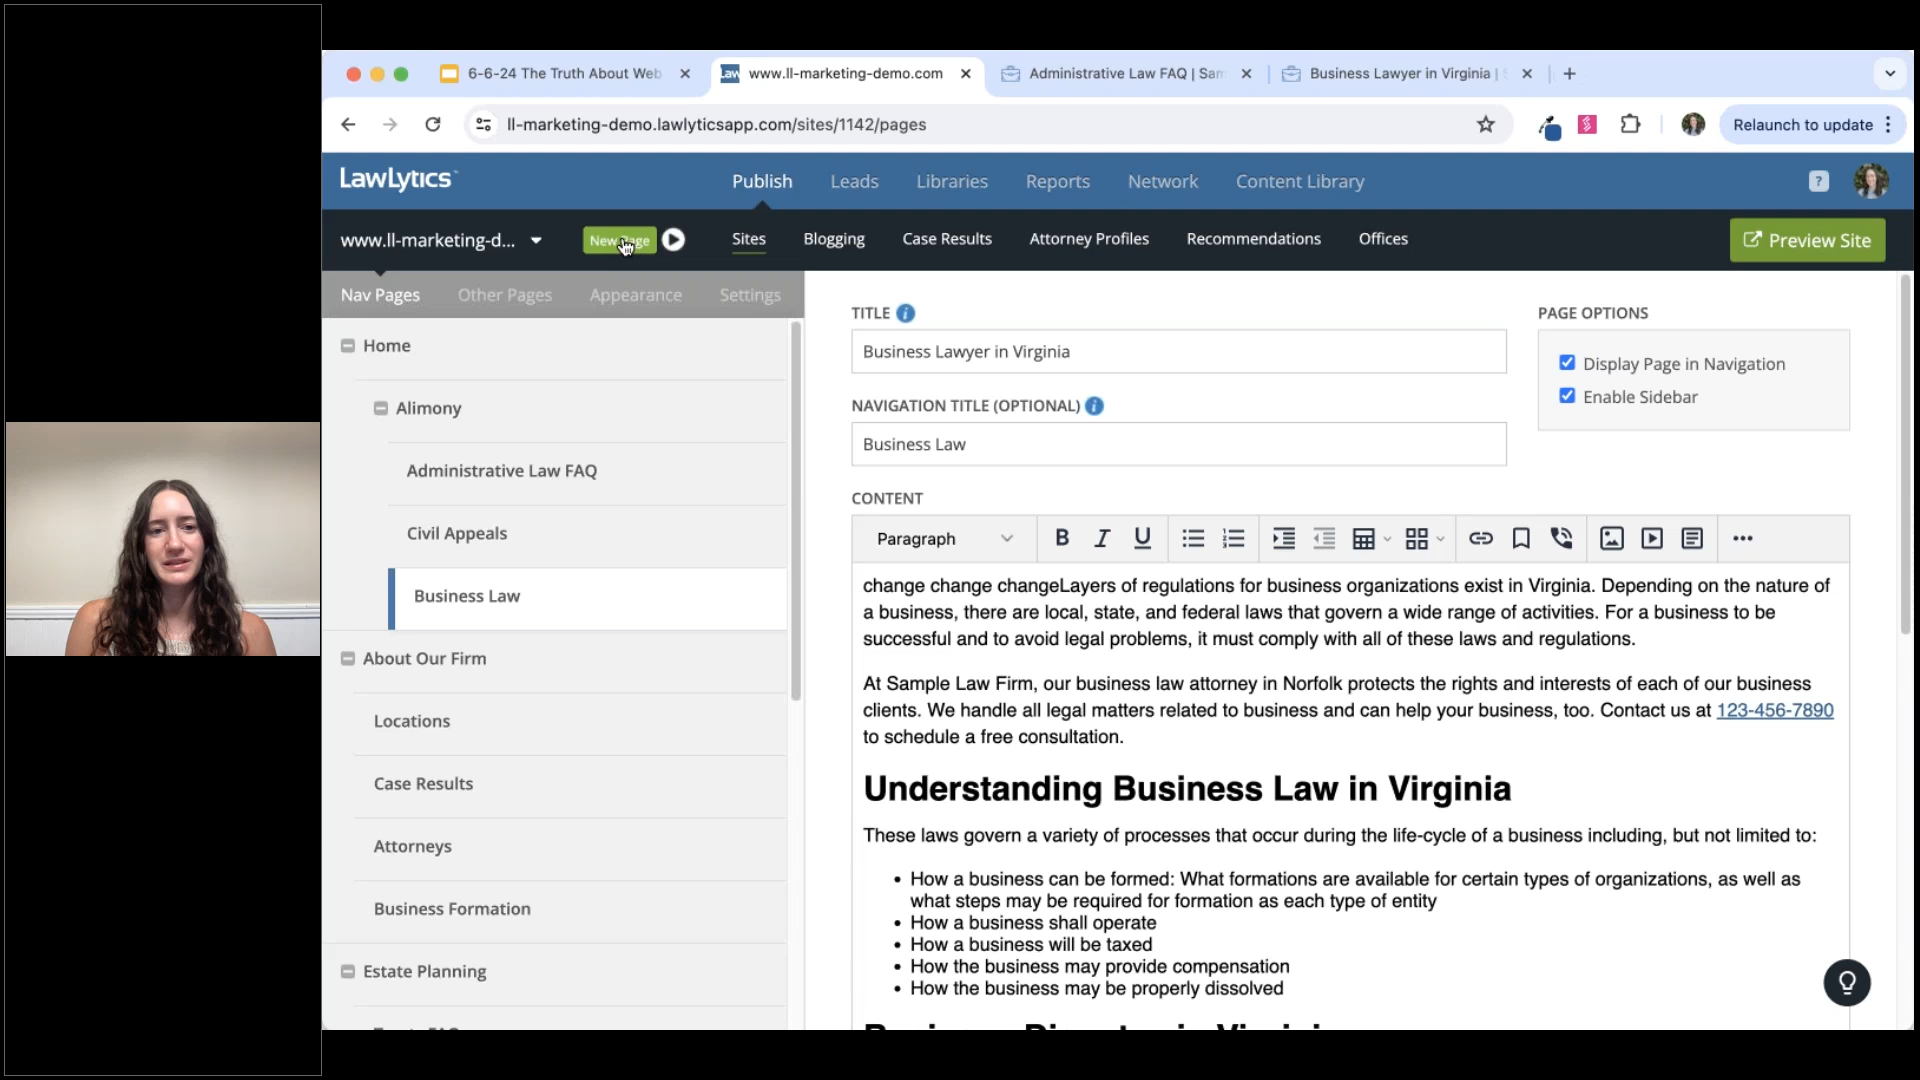 6-6-24 The Truth About Web
www.ll-marketing-demo.com
Administrative Law FAQ | Sam
Business Lawyer in Virginia |
ll-marketing-demo.lawlyticsapp.com/sites/1142/pages
Relaunch to update
LawLytics
Publish
Leads
Libraries
Reports
Network
Content Library
?
www.ll-marketing-d...
New Page
Sites
Blogging
Case Results
Attorney Profiles
Recommendations
Offices
Preview Site
Nav Pages
Other Pages
Appearance
Settings
Home
Alimony
Administrative Law FAQ
Civil Appeals
Business Law
About Our Firm
Locations
Case Results
Attorneys
Business Formation
Estate Planning
TITLE
Business Lawyer in Virginia
NAVIGATION TITLE (OPTIONAL)
Business Law
PAGE OPTIONS
Display Page in Navigation
Enable Sidebar
CONTENT
Paragraph
B I U
change change changeLayers of regulations for business organizations exist in Virginia. Depending on the nature of
a business, there are local, state, and federal laws that govern a wide range of activities. For a business to be
successful and to avoid legal problems, it must comply with all of these laws and regulations.
At Sample Law Firm, our business law attorney in Norfolk protects the rights and interests of each of our business
clients. We handle all legal matters related to business and can help your business, too. Contact us at 123-456-7890
to schedule a free consultation.
Understanding Business Law in Virginia
These laws govern a variety of processes that occur during the life-cycle of a business including, but not limited to:
• How a business can be formed: What formations are available for certain types of organizations, as well as
what steps may be required for formation as each type of entity
• How a business shall operate
• How a business will be taxed
• How the business may provide compensation
• How the business may be properly dissolved